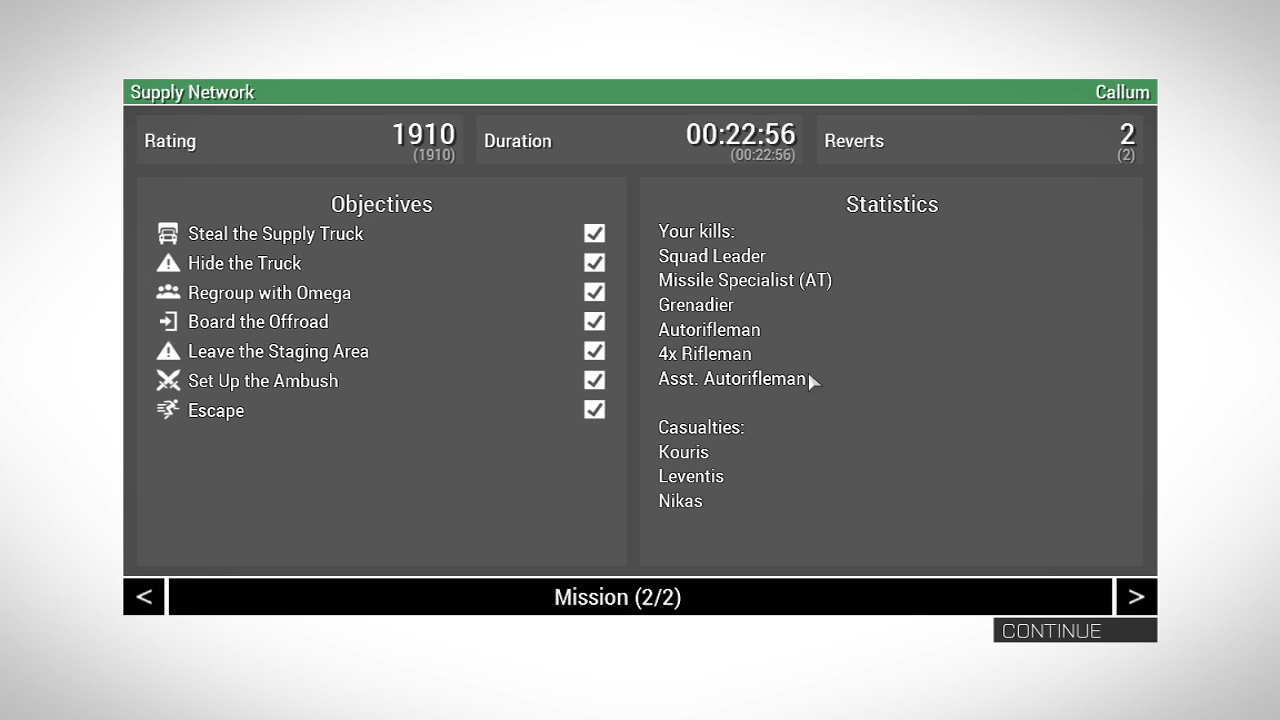 Supply Network Callum
Rating 1910 (1910) Duration 00:22:56 (00:22:56) Reverts 2 (2)
Objectives
Steal the Supply Truck
Hide the Truck
Regroup with Omega
Board the Offroad
Leave the Staging Area
Set Up the Ambush
Escape
Statistics
Your kills:
Squad Leader
Missile Specialist (AT)
Grenadier
Autorifleman
4x Rifleman
Asst. Autorifleman
Casualties:
Kouris
Leventis
Nikas
< Mission (2/2) >
CONTINUE